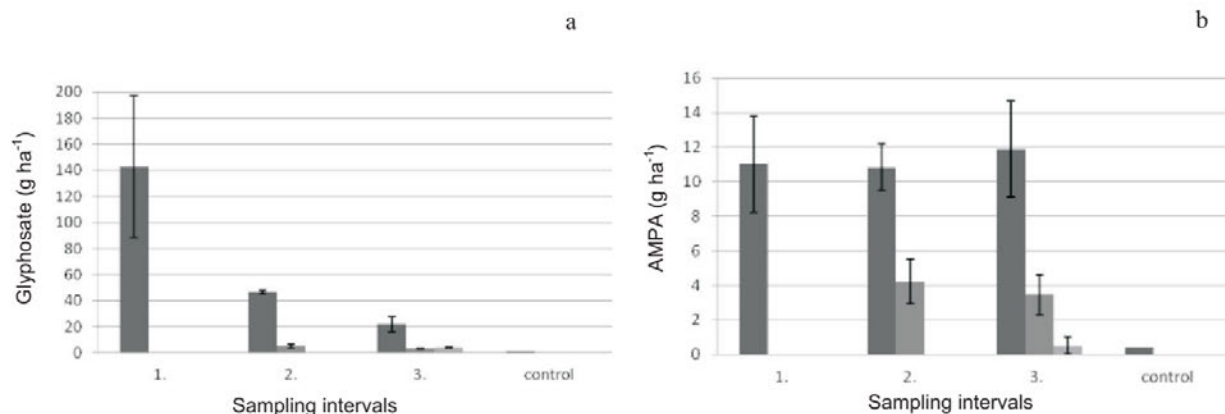 a
Glyphosate (g ha⁻¹)
200
180
160
140
120
100
80
60
40
20
0
1. 2. 3. control
Sampling intervals
b
AMPA (g ha⁻¹)
16
14
12
10
8
6
4
2
0
1. 2. 3. control
Sampling intervals